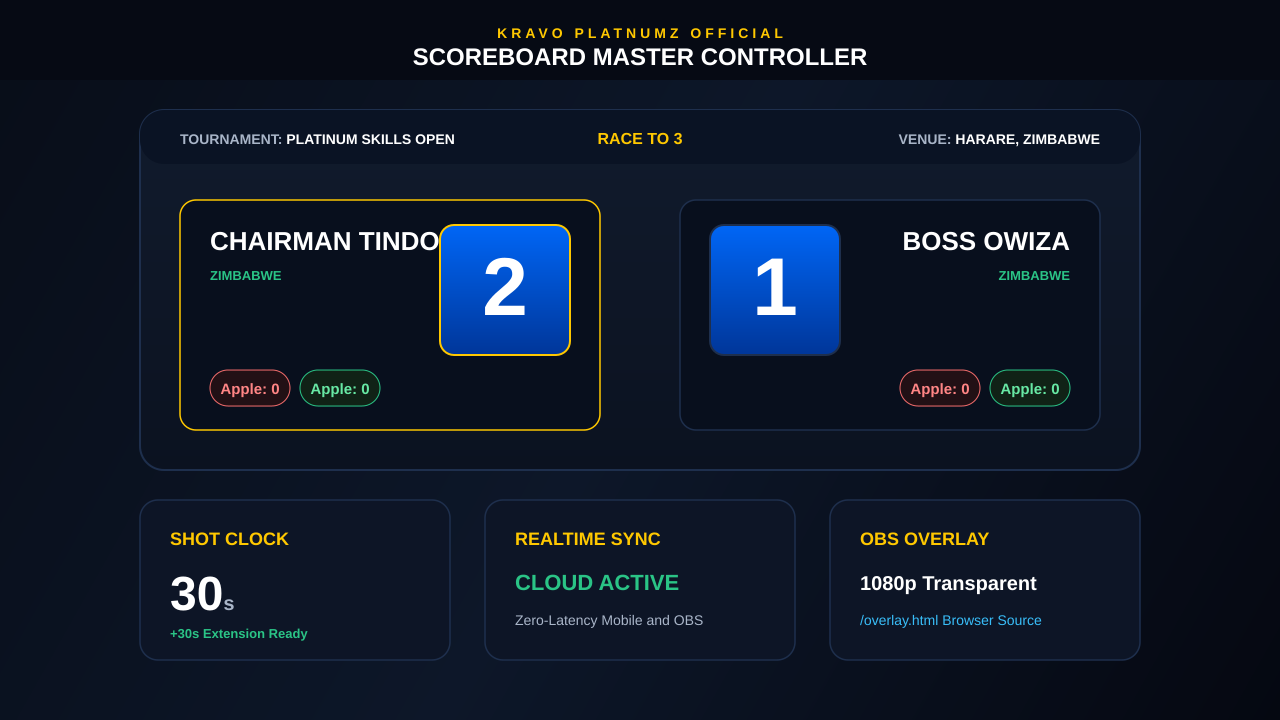 KRAVO PLATNUMZ OFFICIAL
SCOREBOARD MASTER CONTROLLER
TOURNAMENT: PLATINUM SKILLS OPEN
RACE TO 3
VENUE: HARARE, ZIMBABWE
CHAIRMAN TINDO
ZIMBABWE
2
Apple: 0
Apple: 0
1
BOSS OWIZA
ZIMBABWE
Apple: 0
Apple: 0
SHOT CLOCK
30s
+30s Extension Ready
REALTIME SYNC
CLOUD ACTIVE
Zero-Latency Mobile and OBS
OBS OVERLAY
1080p Transparent
/overlay.html Browser Source